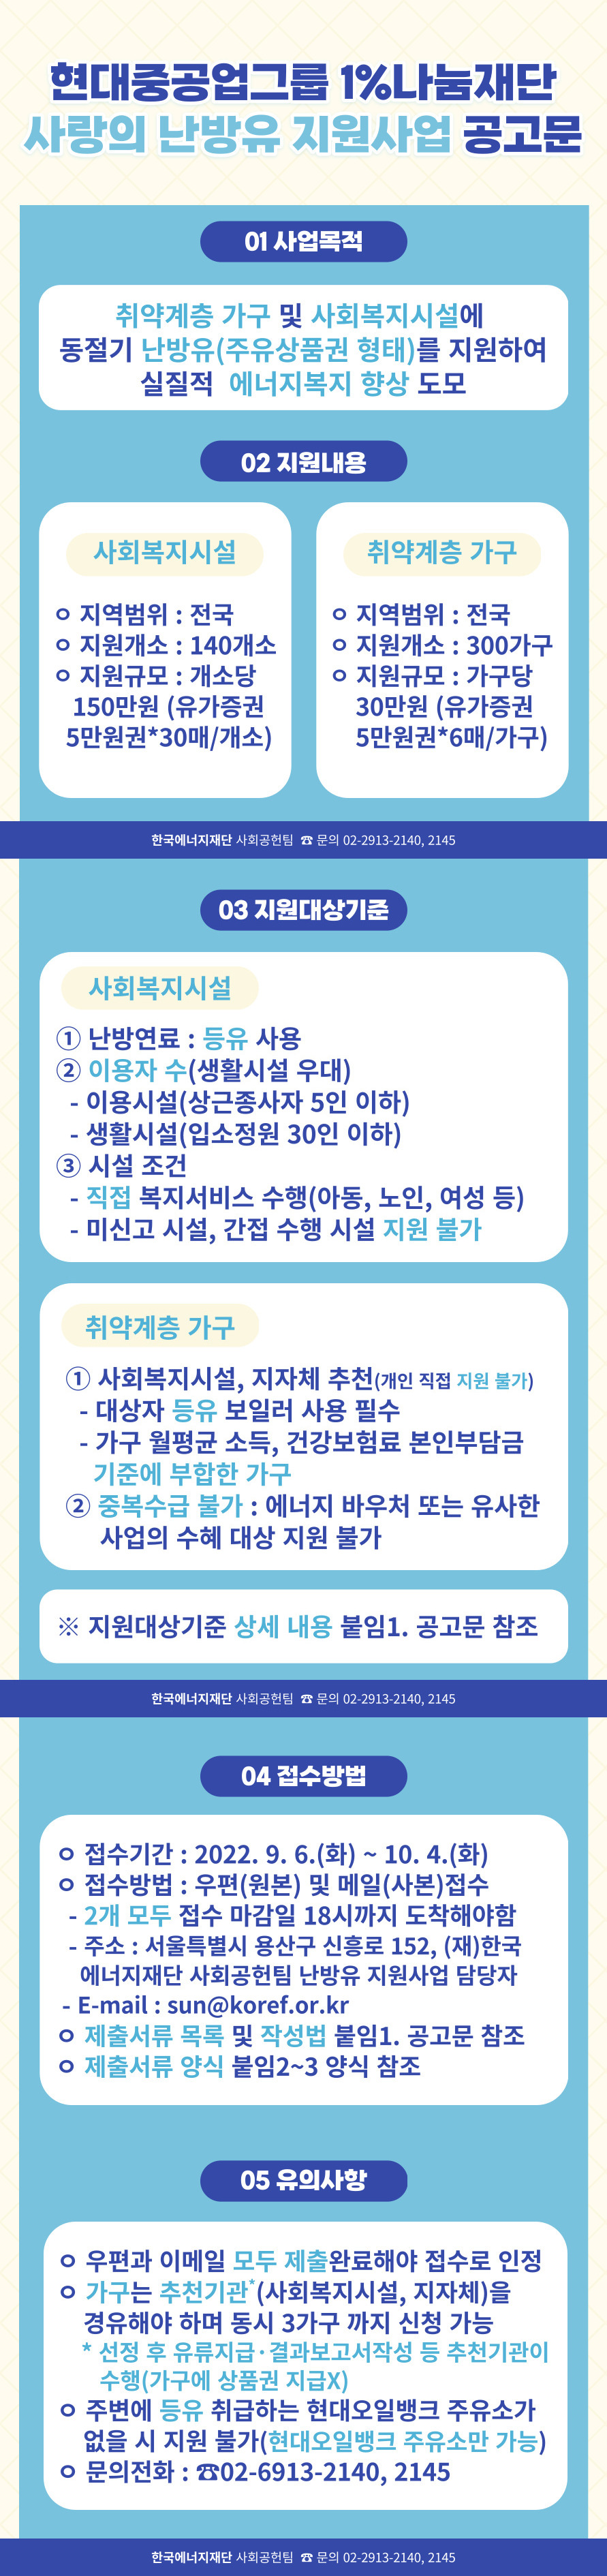 현대중공업그룹 1%나눔재단
사랑의 난방유 지원사업 공고문
01 사업목적
취약계층 가구 및 사회복지시설에
동절기 난방유(주유상품권 형태)를 지원하여
실질적 에너지복지 향상 도모
02 지원내용
사회복지시설
ㅇ 지역범위 : 전국
ㅇ 지원개소 : 140개소
ㅇ 지원규모 : 개소당
150만원 (유가증권
5만원권*30매/개소)
취약계층 가구
ㅇ 지역범위 : 전국
ㅇ 지원개소 : 300가구
ㅇ 지원규모 : 가구당
30만원 (유가증권
5만원권*6매/가구)
한국에너지재단 사회공헌팀 ☎ 문의 02-2913-2140, 2145
03 지원대상기준
사회복지시설
① 난방연료 : 등유 사용
② 이용자 수(생활시설 우대)
- 이용시설(상근종사자 5인 이하)
- 생활시설(입소정원 30인 이하)
③ 시설 조건
- 직접 복지서비스 수행(아동, 노인, 여성 등)
- 미신고 시설, 간접 수행 시설 지원 불가
취약계층 가구
① 사회복지시설, 지자체 추천(개인 직접 지원 불가)
- 대상자 등유 보일러 사용 필수
- 가구 월평균 소득, 건강보험료 본인부담금
기준에 부합한 가구
② 중복수급 불가 : 에너지 바우처 또는 유사한
사업의 수혜 대상 지원 불가
※ 지원대상기준 상세 내용 붙임1. 공고문 참조
한국에너지재단 사회공헌팀 ☎ 문의 02-2913-2140, 2145
04 접수방법
ㅇ 접수기간 : 2022. 9. 6.(화) ~ 10. 4.(화)
ㅇ 접수방법 : 우편(원본) 및 메일(사본)접수
- 2개 모두 접수 마감일 18시까지 도착해야함
- 주소 : 서울특별시 용산구 신흥로 152, (재)한국
에너지재단 사회공헌팀 난방유 지원사업 담당자
- E-mail : sun@koref.or.kr
ㅇ 제출서류 목록 및 작성법 붙임1. 공고문 참조
ㅇ 제출서류 양식 붙임2~3 양식 참조
05 유의사항
ㅇ 우편과 이메일 모두 제출완료해야 접수로 인정
ㅇ 가구는 추천기관*(사회복지시설, 지자체)을
경유해야 하며 동시 3가구 까지 신청 가능
* 선정 후 유류지급·결과보고서작성 등 추천기관이
수행(가구에 상품권 지급X)
ㅇ 주변에 등유 취급하는 현대오일뱅크 주유소가
없을 시 지원 불가(현대오일뱅크 주유소만 가능)
ㅇ 문의전화 : ☎02-6913-2140, 2145
한국에너지재단 사회공헌팀 ☎ 문의 02-2913-2140, 2145